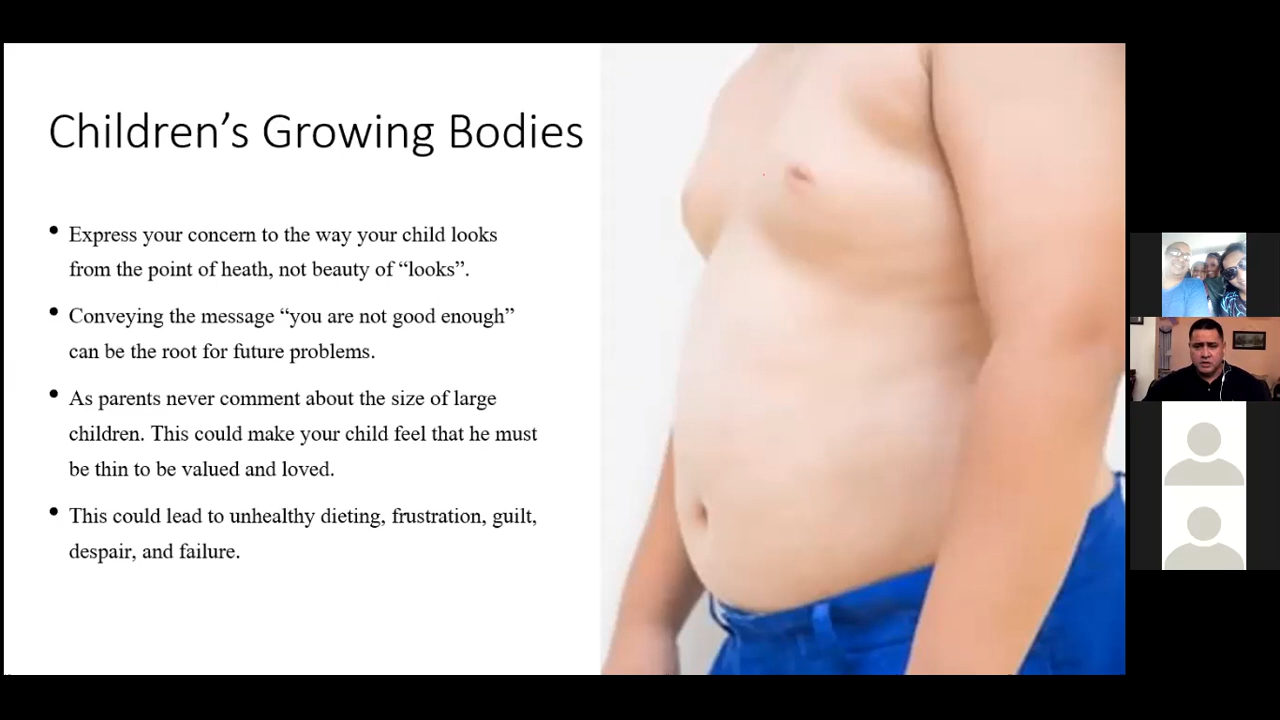 Children’s Growing Bodies
• Express your concern to the way your child looks
from the point of heath, not beauty of “looks”.
• Conveying the message “you are not good enough”
can be the root for future problems.
• As parents never comment about the size of large
children. This could make your child feel that he must
be thin to be valued and loved.
• This could lead to unhealthy dieting, frustration, guilt,
despair, and failure.